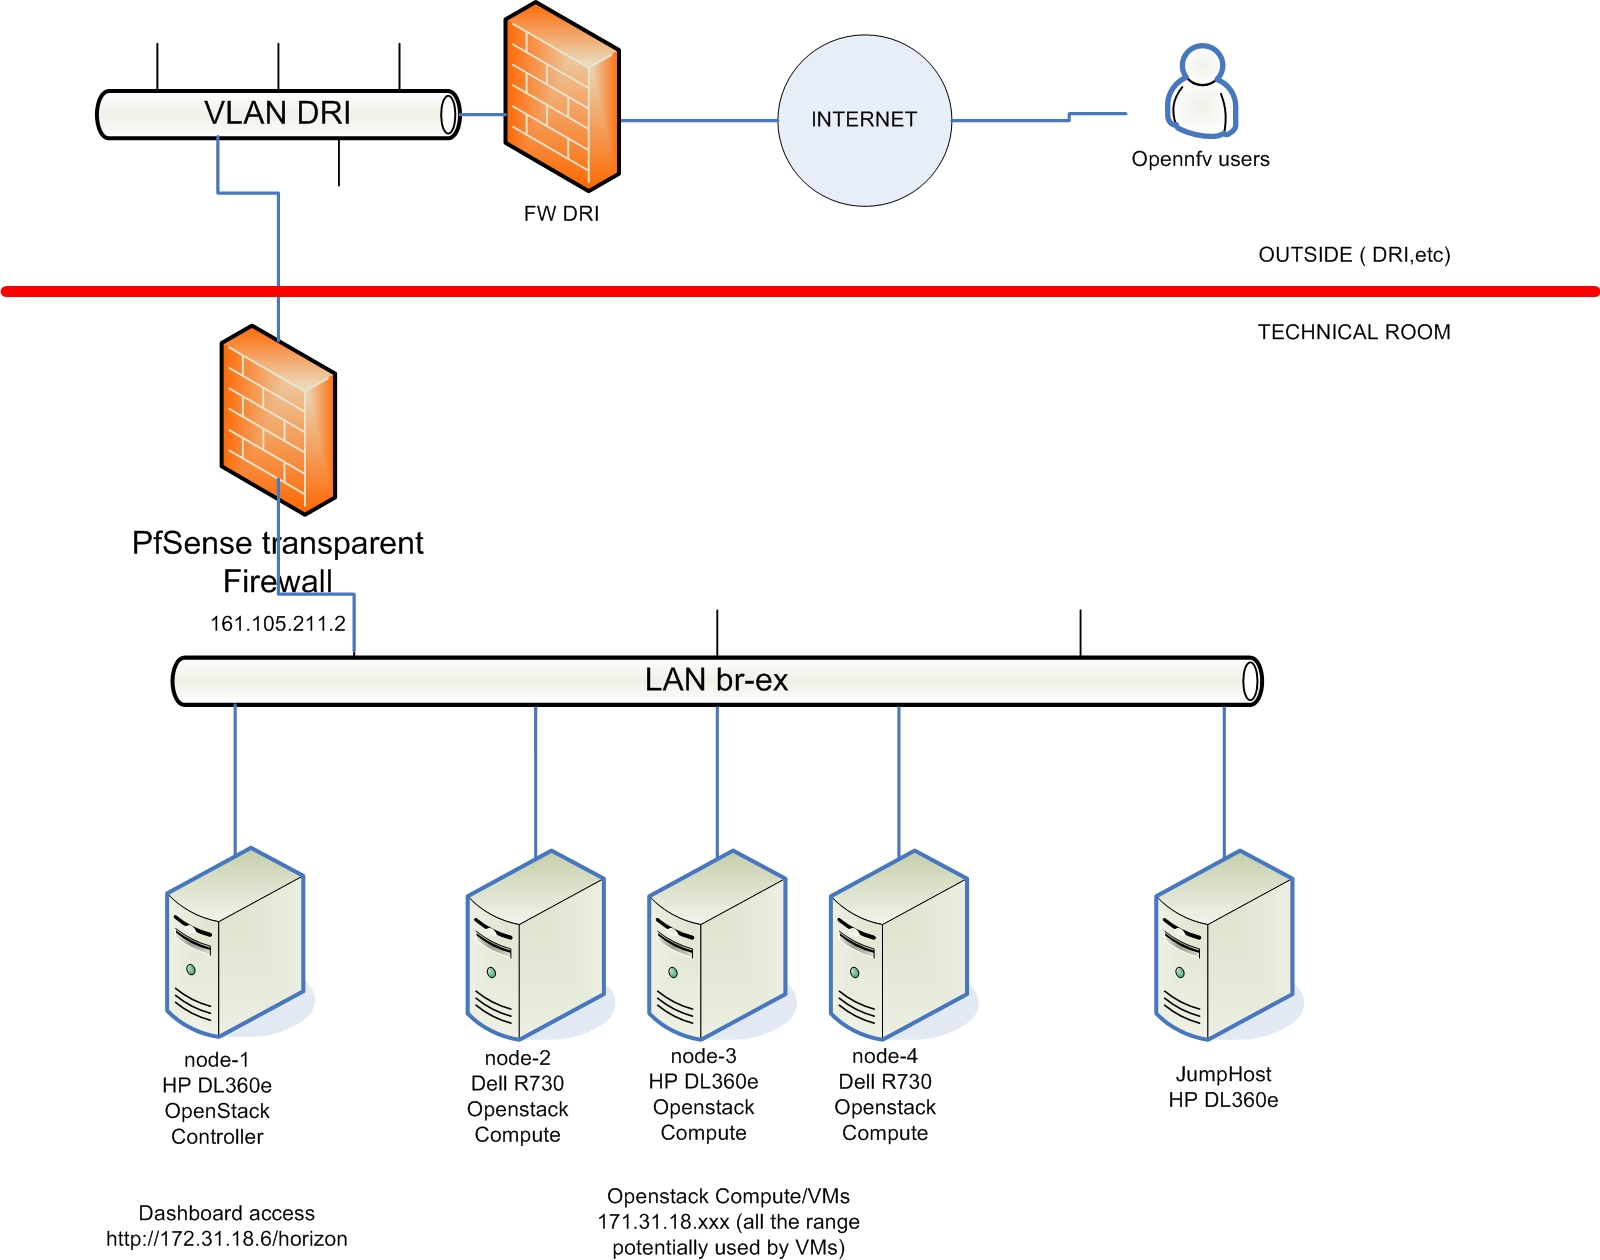 VLAN DRI
INTERNET
Opennfv users
FW DRI
OUTSIDE ( DRI,etc)
TECHNICAL ROOM
PfSense transparent
Firewall
161.105.211.2
LAN br-ex
node-1
HP DL360e
OpenStack
Controller
node-2
Dell R730
Openstack
Compute
node-3
HP DL360e
Openstack
Compute
node-4
Dell R730
Openstack
Compute
JumpHost
HP DL360e
Dashboard access
http://172.31.18.6/horizon
Openstack Compute/VMs
171.31.18.xxx (all the range
potentially used by VMs)